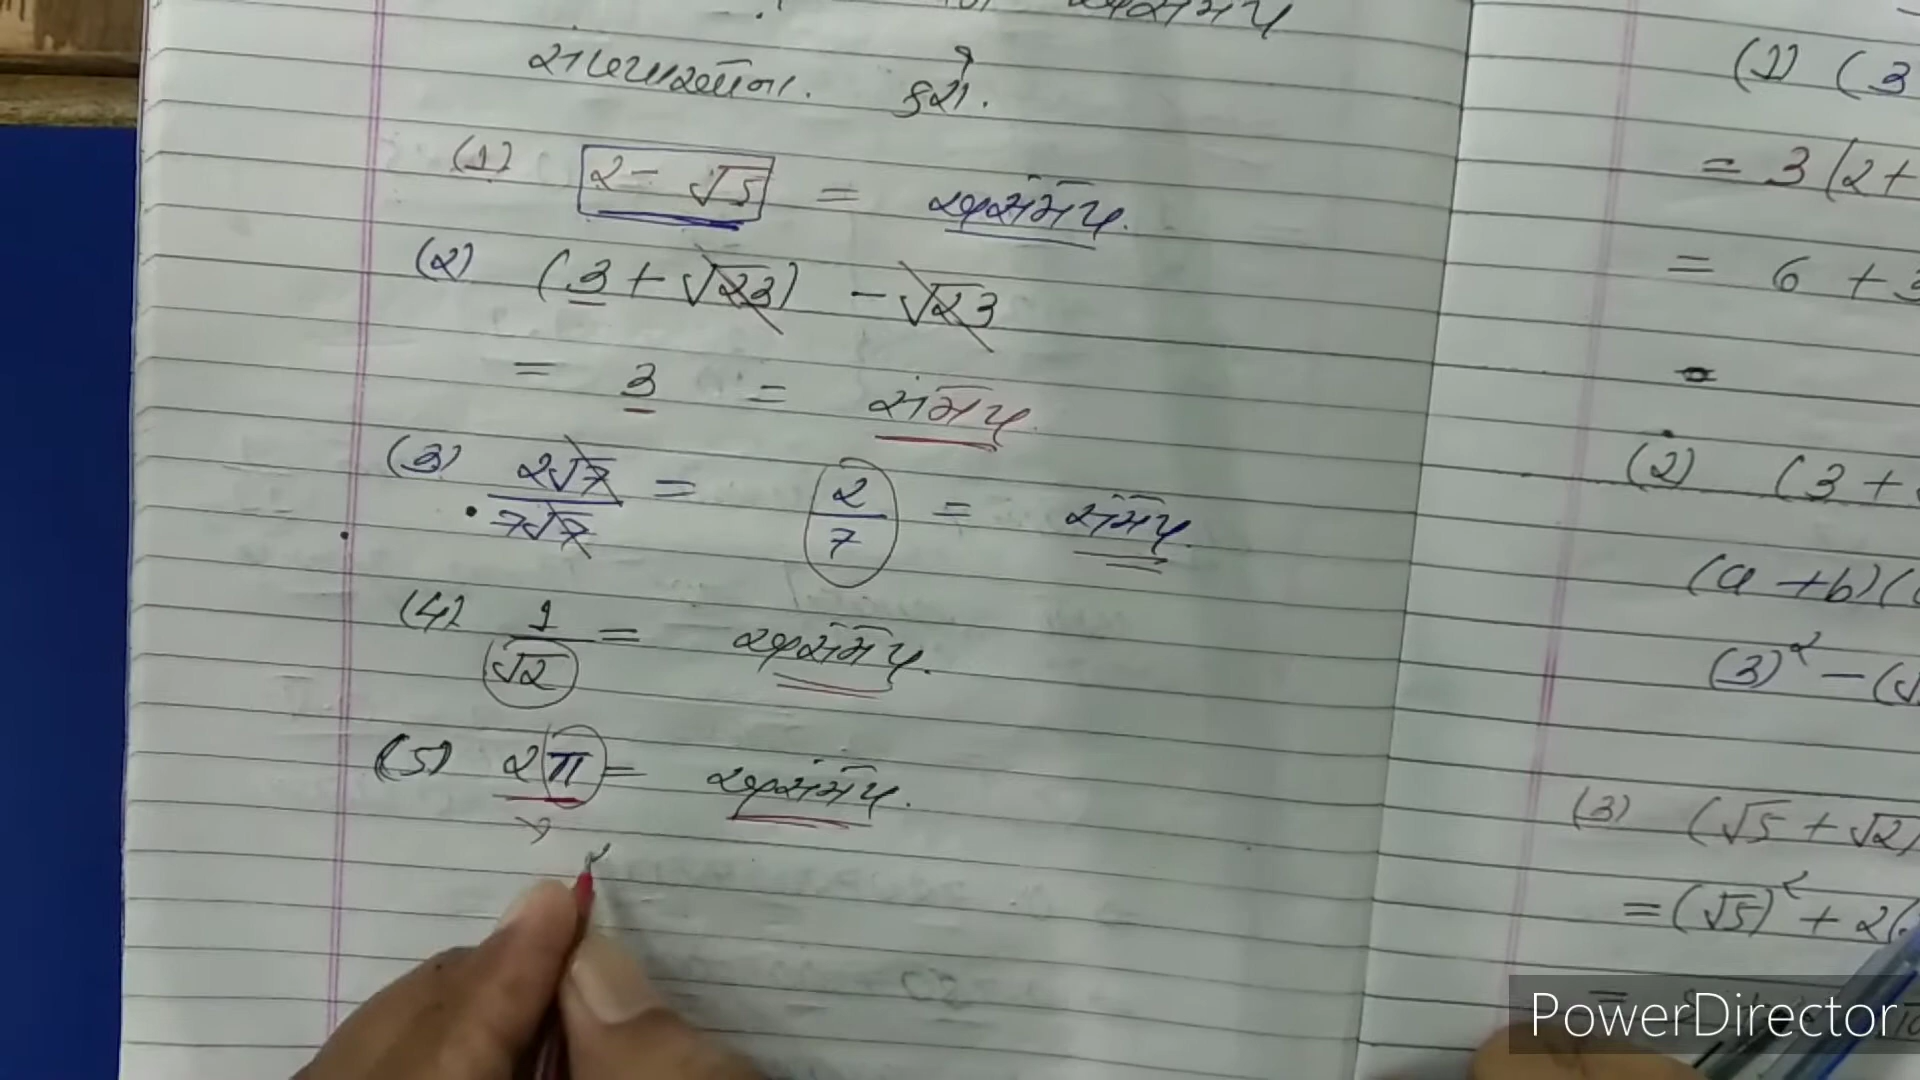 કરો.
(1) 2 - √5 = અસંમેય.
(2) (3 + √23) - √23
= 3 = સંમેય
(3) 2√7 / 7√7 = 2/7 = સંમેય
(4) 1/√2 = અસંમેય.
(5) 2π = અસંમેય.
(1) (3
= 3(2+
= 6 + 3
(2) (3 +
(a + b)(
(3)² - (√
(3) (√5 + √2)
= (√5)² + 2(
PowerDirector